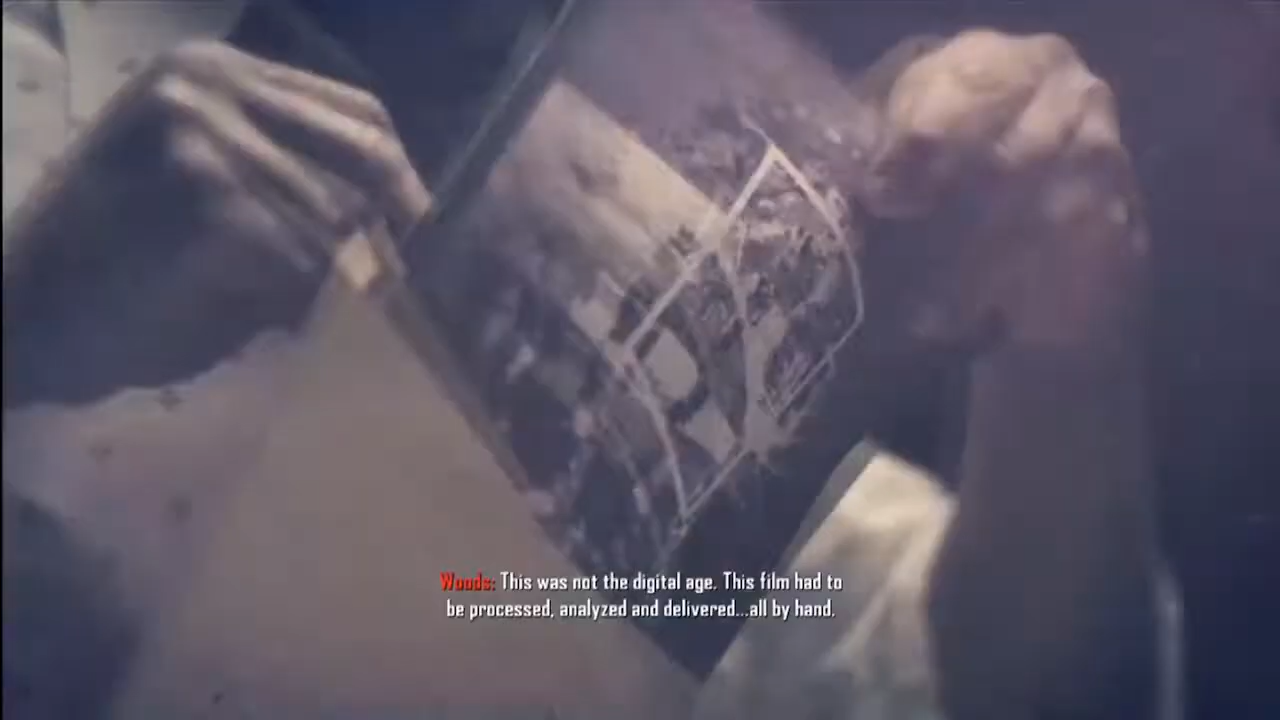 Woods: This was not the digital age. This film had to
be processed, analyzed and delivered...all by hand.